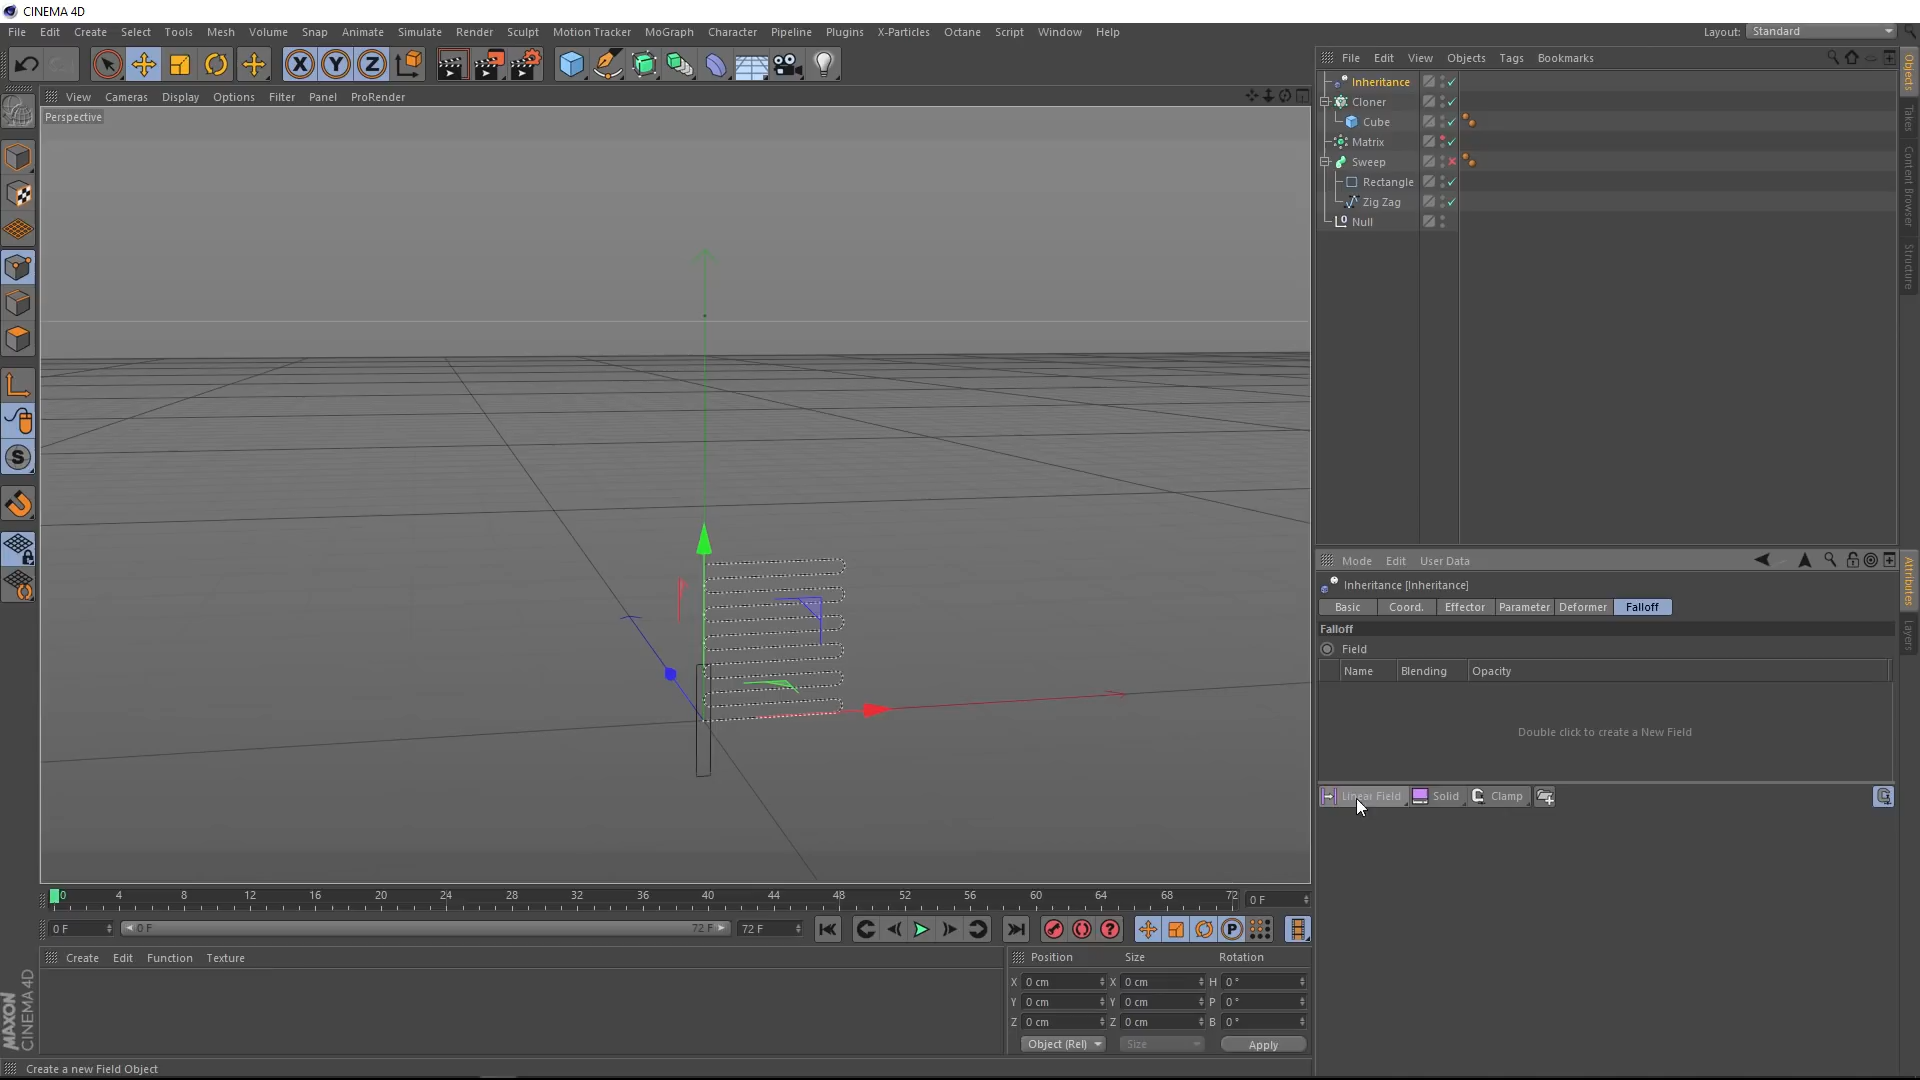 CINEMA 4D
File Edit Create Select Tools Mesh Volume Snap Animate Simulate Render Sculpt Motion Tracker MoGraph Character Pipeline Plugins X-Particles Octane Script Window Help
Layout: Standard
X Y Z
View Cameras Display Options Filter Panel ProRender
Perspective
File Edit View Objects Tags Bookmarks
Inheritance
Cloner
Cube
Matrix
Sweep
Rectangle
Zig Zag
Null
Objects
Takes
Content Browser
Structure
Mode Edit User Data
Inheritance [Inheritance]
Basic Coord. Effector Parameter Deformer Falloff
Falloff
Field
Name Blending Opacity
Double click to create a New Field
Linear Field Solid Clamp
Attributes
Layers
0 4 8 12 16 20 24 28 32 36 40 44 48 52 56 60 64 68 72 0 F
0 F 0 F 72 F 72 F
Create Edit Function Texture
Position Size Rotation
X 0 cm X 0 cm H 0 °
Y 0 cm Y 0 cm P 0 °
Z 0 cm Z 0 cm B 0 °
Object (Rel) Size Apply
MAXON
CINEMA 4D
Create a new Field Object